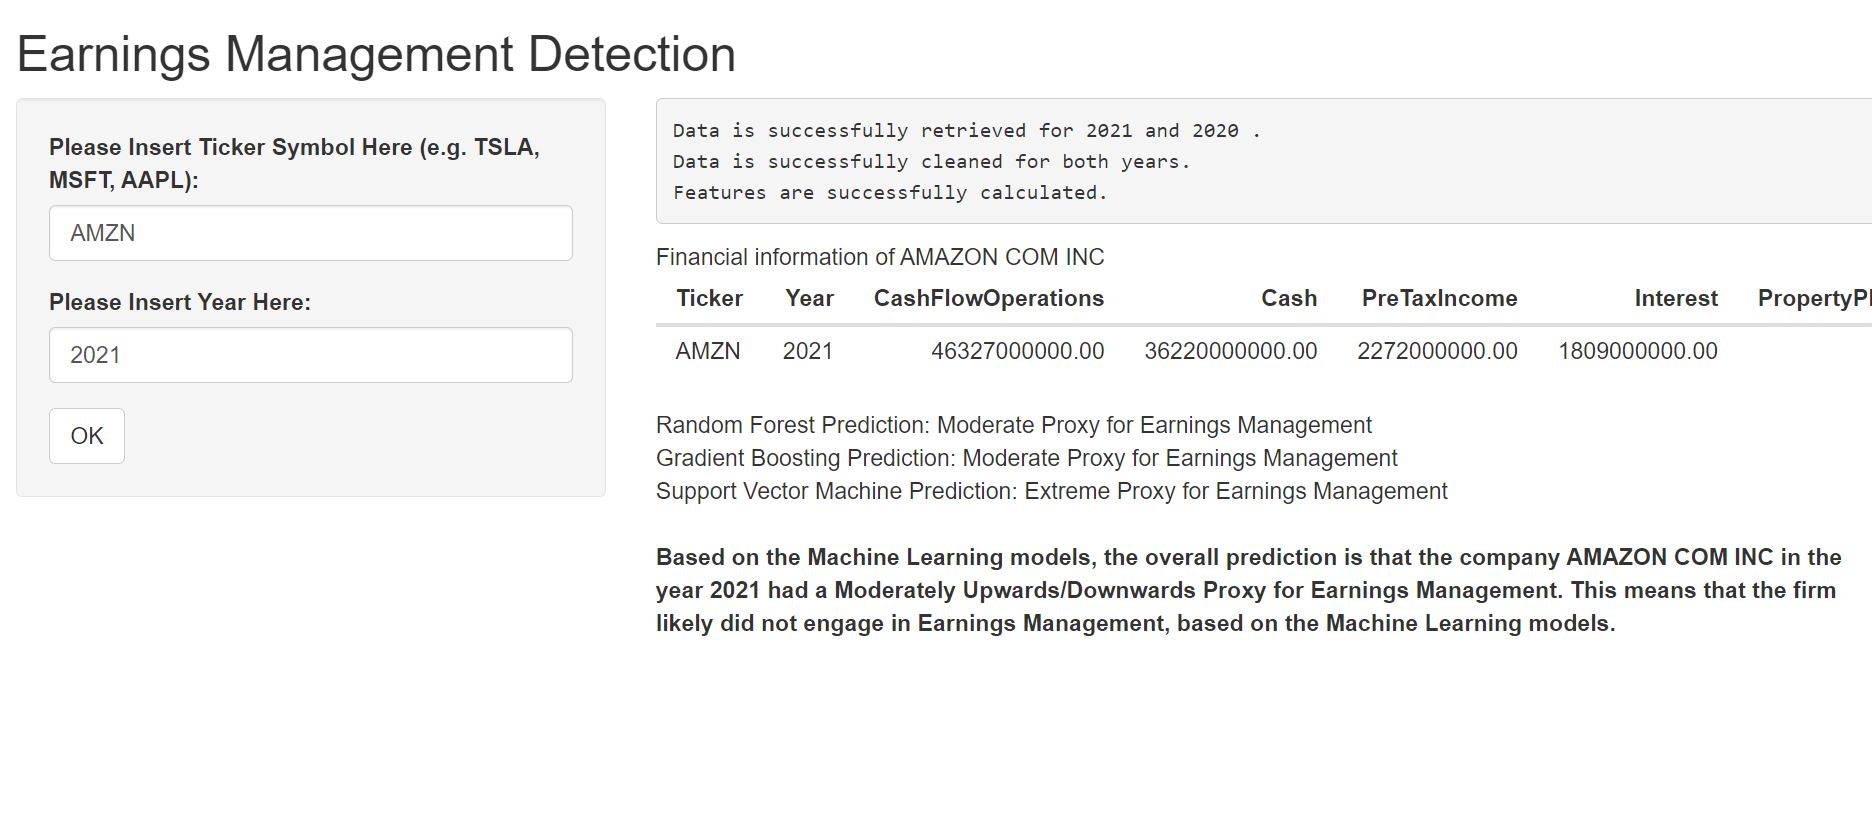 Earnings Management Detection
Please Insert Ticker Symbol Here (e.g. TSLA,
MSFT, AAPL):
AMZN
Please Insert Year Here:
2021
OK
Data is successfully retrieved for 2021 and 2020 .
Data is successfully cleaned for both years.
Features are successfully calculated.
Financial information of AMAZON COM INC
Ticker Year CashFlowOperations Cash PreTaxIncome Interest PropertyPl
AMZN 2021 46327000000.00 36220000000.00 2272000000.00 1809000000.00
Random Forest Prediction: Moderate Proxy for Earnings Management
Gradient Boosting Prediction: Moderate Proxy for Earnings Management
Support Vector Machine Prediction: Extreme Proxy for Earnings Management
Based on the Machine Learning models, the overall prediction is that the company AMAZON COM INC in the
year 2021 had a Moderately Upwards/Downwards Proxy for Earnings Management. This means that the firm
likely did not engage in Earnings Management, based on the Machine Learning models.